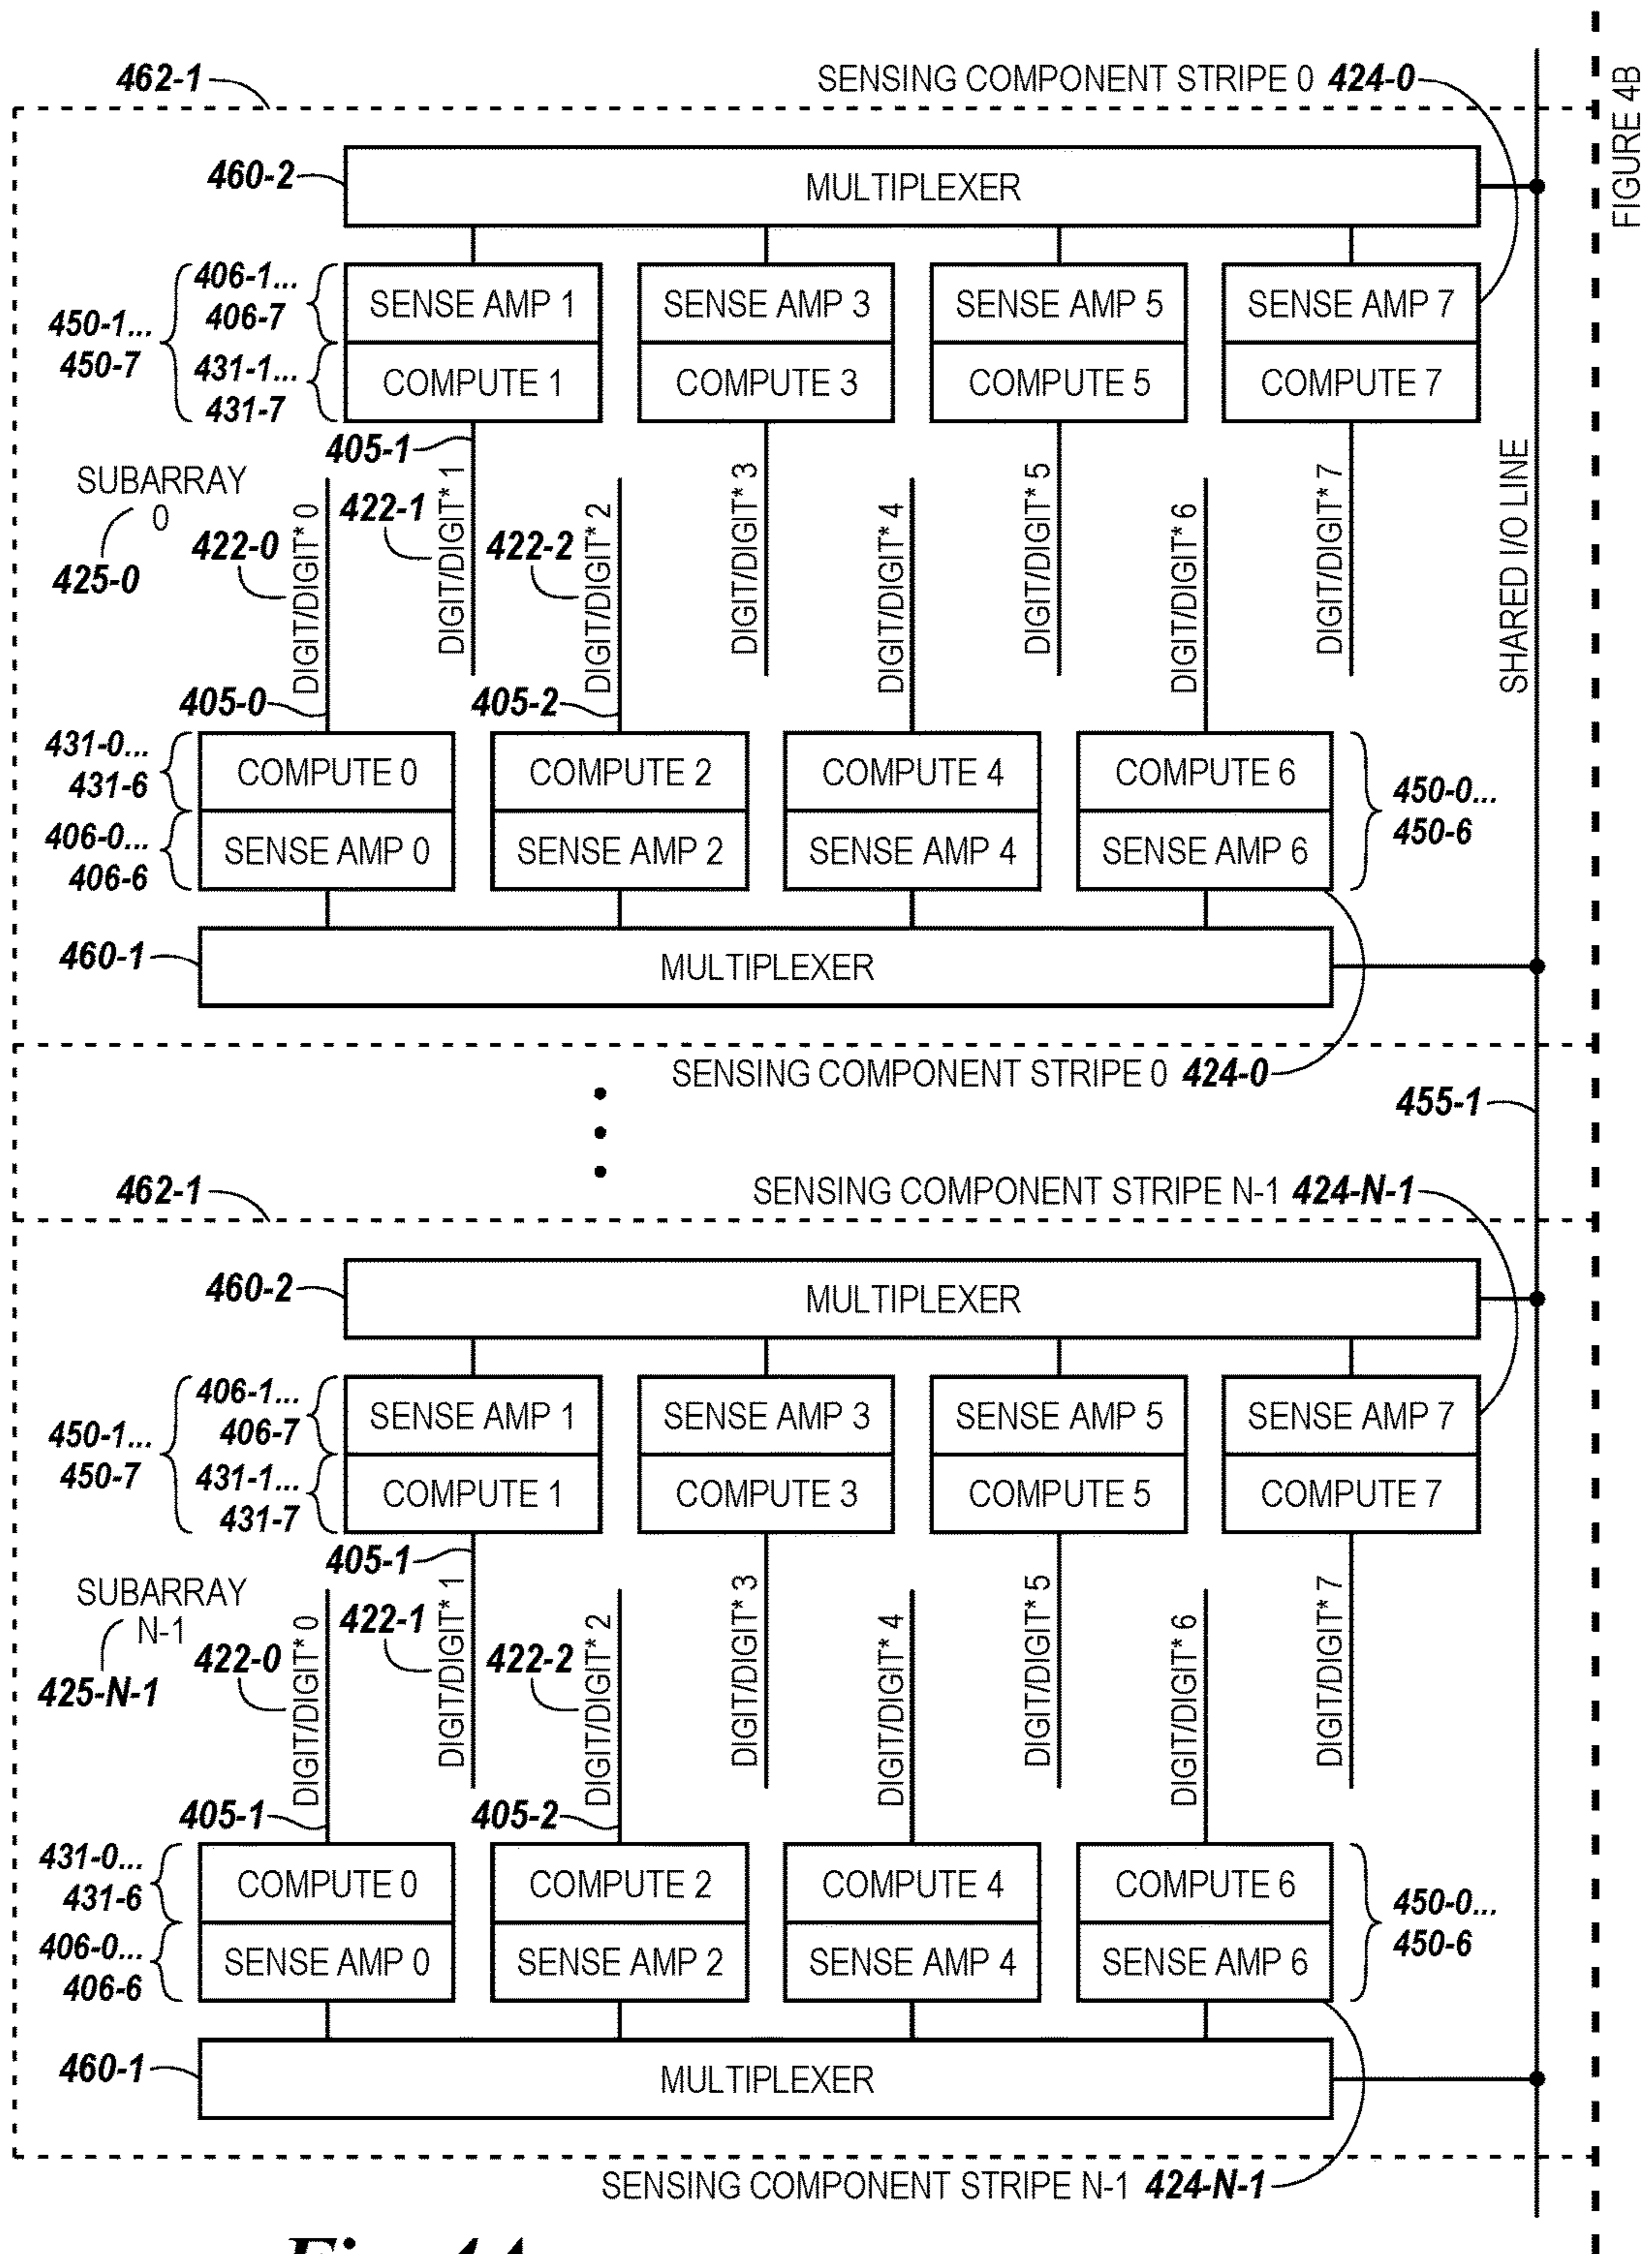 462-1
SENSING COMPONENT STRIPE 0 424-0
FIGURE 4B
460-2
MULTIPLEXER
406-1...
406-7
450-1...
450-7
431-1...
431-7
SENSE AMP 1
SENSE AMP 3
SENSE AMP 5
SENSE AMP 7
COMPUTE 1
COMPUTE 3
COMPUTE 5
COMPUTE 7
405-1
SUBARRAY
0
425-0
422-0
DIGIT/DIGIT* 0
422-1
DIGIT/DIGIT* 1
422-2
DIGIT/DIGIT* 2
DIGIT/DIGIT* 3
DIGIT/DIGIT* 4
DIGIT/DIGIT* 5
DIGIT/DIGIT* 6
DIGIT/DIGIT* 7
SHARED I/O LINE
405-0
405-2
431-0...
431-6
COMPUTE 0
COMPUTE 2
COMPUTE 4
COMPUTE 6
406-0...
406-6
SENSE AMP 0
SENSE AMP 2
SENSE AMP 4
SENSE AMP 6
450-0...
450-6
460-1
MULTIPLEXER
SENSING COMPONENT STRIPE 0 424-0
455-1
462-1
SENSING COMPONENT STRIPE N-1 424-N-1
460-2
MULTIPLEXER
406-1...
406-7
450-1...
450-7
431-1...
431-7
SENSE AMP 1
SENSE AMP 3
SENSE AMP 5
SENSE AMP 7
COMPUTE 1
COMPUTE 3
COMPUTE 5
COMPUTE 7
405-1
SUBARRAY
N-1
425-N-1
422-0
DIGIT/DIGIT* 0
422-1
DIGIT/DIGIT* 1
422-2
DIGIT/DIGIT* 2
DIGIT/DIGIT* 3
DIGIT/DIGIT* 4
DIGIT/DIGIT* 5
DIGIT/DIGIT* 6
DIGIT/DIGIT* 7
405-1
405-2
431-0...
431-6
COMPUTE 0
COMPUTE 2
COMPUTE 4
COMPUTE 6
406-0...
406-6
SENSE AMP 0
SENSE AMP 2
SENSE AMP 4
SENSE AMP 6
450-0...
450-6
460-1
MULTIPLEXER
SENSING COMPONENT STRIPE N-1 424-N-1